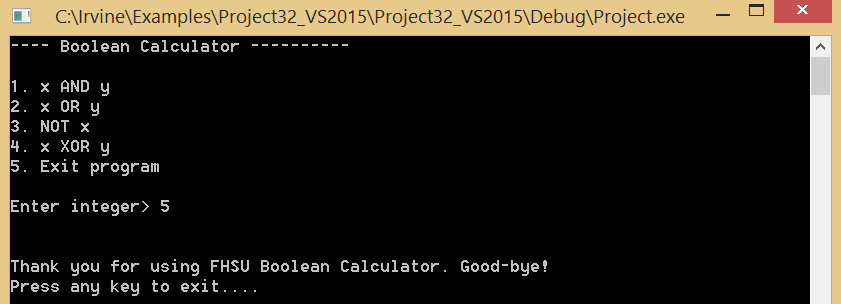 C:\Irvine\Examples\Project32_VS2015\Project32_VS2015\Debug\Project.exe
---- Boolean Calculator ----------
1. x AND y
2. x OR y
3. NOT x
4. x XOR y
5. Exit program
Enter integer> 5
Thank you for using FHSU Boolean Calculator. Good-bye!
Press any key to exit....